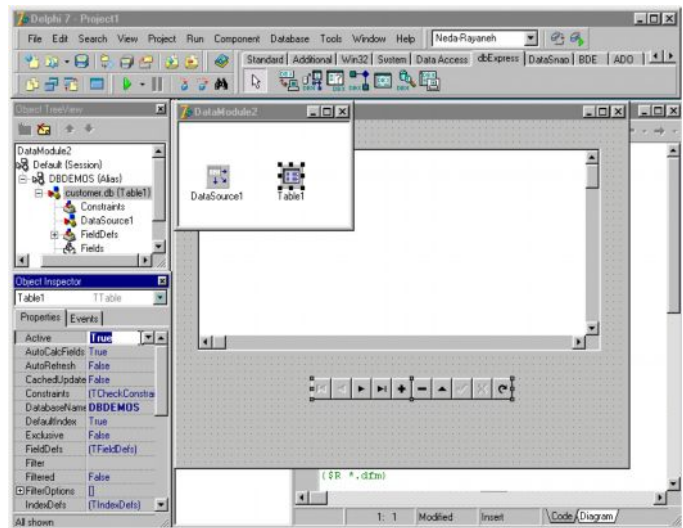 Delphi 7 - Project1
File Edit Search View Project Run Component Database Tools Window Help Neda-Rayaneh
Standard Additional Win32 System Data Access dbExpress DataSnap BDE ADO
Object TreeView
DataModule2
Default {Session}
DBDEMOS {Alias}
customer.db {Table1}
Constraints
DataSource1
FieldDefs
Fields
DataModule2
DataSource1 Table1
Object Inspector
Table1 TTable
Properties Events
Active True
AutoCalcFields True
AutoRefresh False
CachedUpdate False
Constraints (TCheckConstrai
DatabaseName DBDEMOS
DefaultIndex True
Exclusive False
FieldDefs (TFieldDefs)
Filter
Filtered False
FilterOptions []
IndexDefs (TIndexDefs)
All shown
{$R *.dfm}
1: 1 Modified Insert Code Diagram